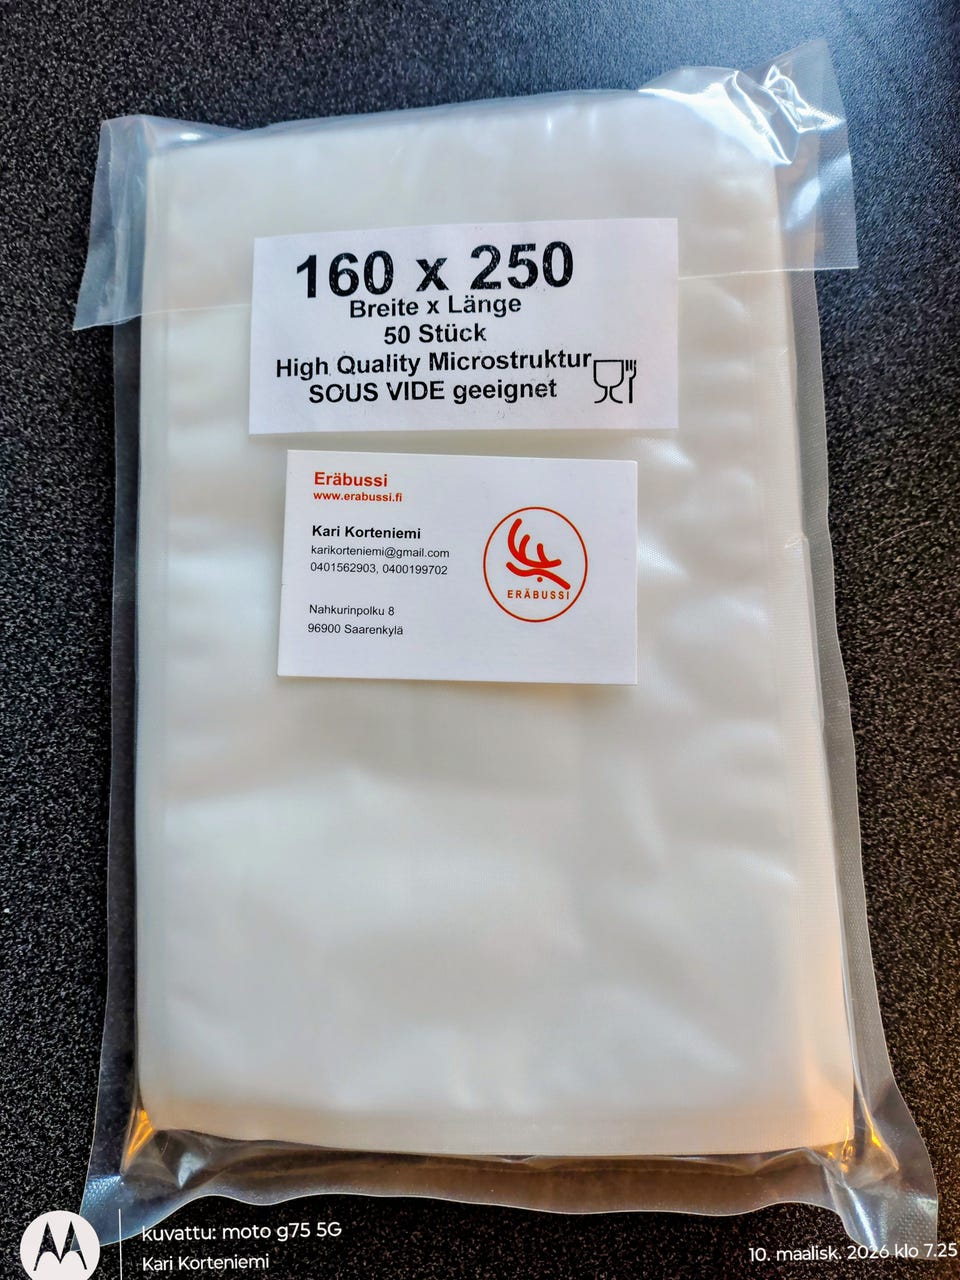 160 x 250
Breite x Länge
50 Stück
High Quality Microstruktur
SOUS VIDE geeignet
Eräbussi
www.erabussi.fi
Kari Korteniemi
karikorteniemi@gmail.com
0401562903, 0400199702
Nahkurinpolku 8
96900 Saarenkylä
ERÄBUSSI
kuvattu: moto g75 5G
Kari Korteniemi
10. maalisk. 2026 klo 7.25